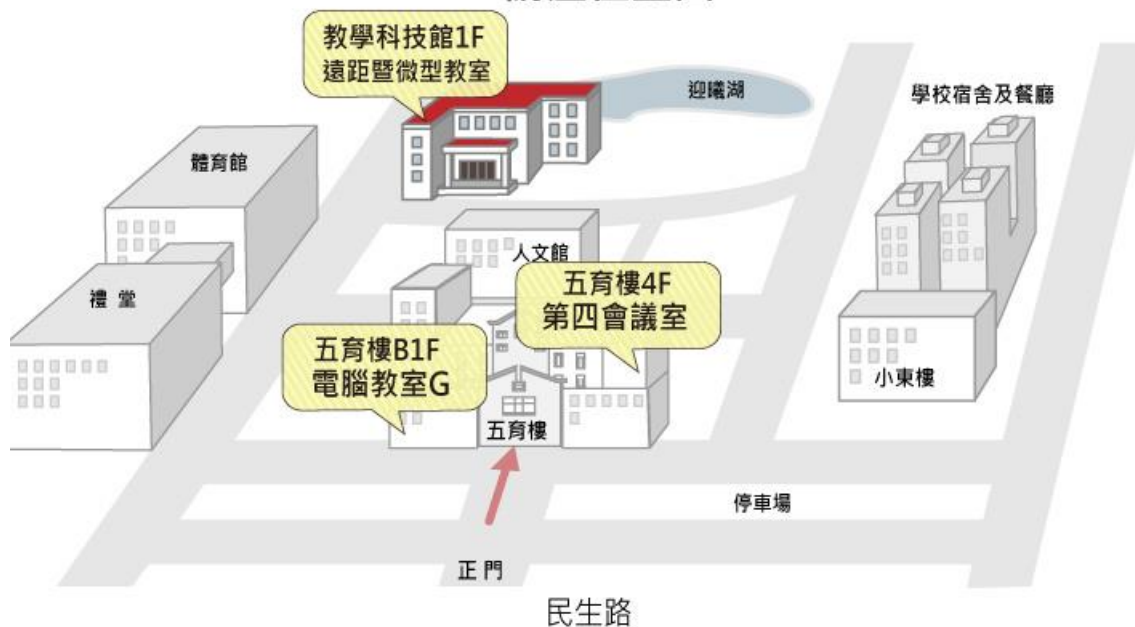 教學科技館1F
遠距暨微型教室
迎曦湖
學校宿舍及餐廳
體育館
人文館
五育樓4F
第四會議室
禮 堂
五育樓B1F
電腦教室G
小東樓
五育樓
停車場
正 門
民生路